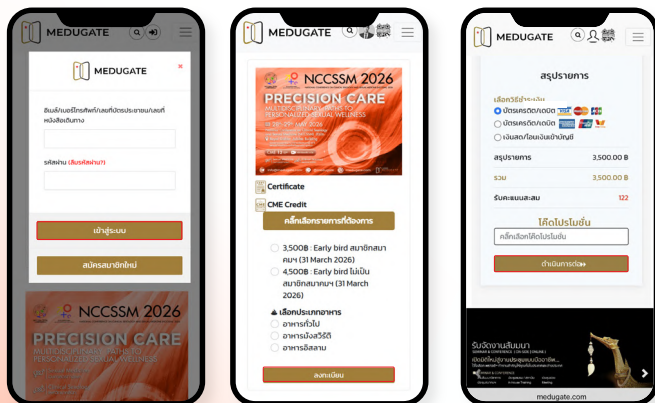 MEDUGATE
MEDUGATE
×
อีเมล์/เบอร์โทรศัพท์/เลขที่บัตรประชาชน/เลขที่
หนังสือเดินทาง
รหัสผ่าน (ลืมรหัสผ่าน?)
เข้าสู่ระบบ
สมัครสมาชิกใหม่
NCCSSM 2026
PRECISION CARE
MULTIDISCIPLINARY PATHS TO
PERSONALIZED SEXUAL WELLNESS
MEDUGATE
NCCSSM 2026
PRECISION CARE
MULTIDISCIPLINARY PATHS TO
PERSONALIZED SEXUAL WELLNESS
Certificate
CME Credit
คลิ๊กเลือกรายการที่ต้องการ
3,500฿ : Early bird สมาชิกสมา
คมฯ (31 March 2026)
4,500฿ : Early bird ไม่เป็น
สมาชิกสมาคมฯ (31 March
2026)
เลือกประเภทอาหาร
อาหารทั่วไป
อาหารมังสวิรัติ
อาหารอิสลาม
ลงทะเบียน
MEDUGATE
สรุปรายการ
เลือกวิธีชำระเงิน
บัตรเครดิต/เดบิต
บัตรเครดิต/เดบิต
เงินสด/โอนเงินเข้าบัญชี
สรุปรายการ 3,500.00 ฿
รวม 3,500.00 ฿
รับคะแนนสะสม 122
โค๊ดโปรโมชั่น
คลิ๊กเลือกโค๊ดโปรโมชั่น
ดำเนินการต่อ»
รับจัดงานสัมมนา
medugate.com